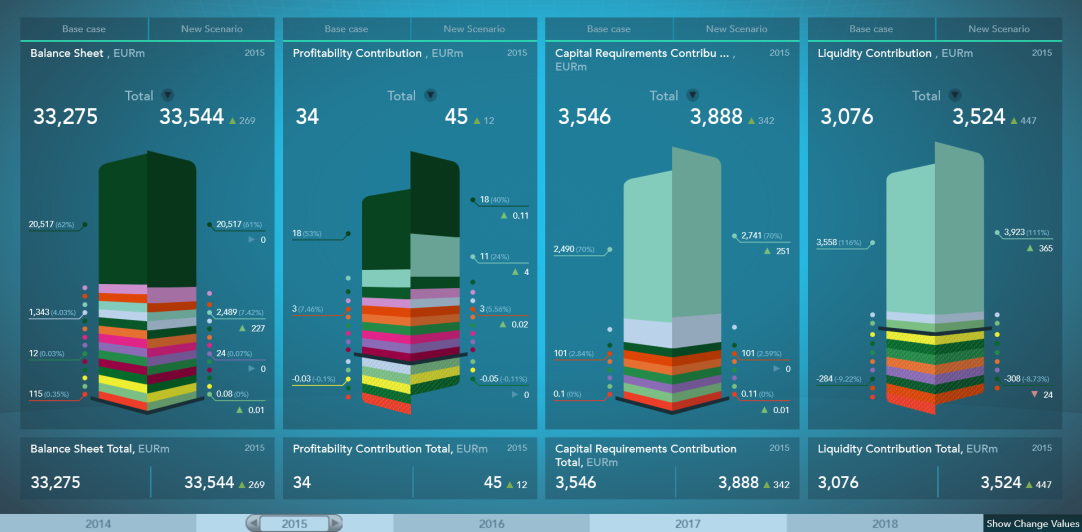 Base case New Scenario
Balance Sheet , EURm 2015
Total ▼
33,275 33,544 ▲ 269
20,517 (62%) 20,517 (61%)
▶ 0
1,343 (4.03%) 2,489 (7.42%)
▲ 227
12 (0.03%) 24 (0.07%)
▶ 0
115 (0.35%) 0.08 (0%)
▲ 0.01
Balance Sheet Total, EURm 2015
33,275 33,544 ▲ 269
Base case New Scenario
Profitability Contribution , EURm 2015
Total ▼
34 45 ▲ 12
18 (53%) 18 (40%)
▲ 0.11
11 (24%)
▲ 4
3 (7.46%) 3 (5.56%)
▲ 0.02
-0.03 (-0.1%) -0.05 (-0.11%)
▶ 0
Profitability Contribution Total, EURm 2015
34 45 ▲ 12
Base case New Scenario
Capital Requirements Contribu ... , 2015
EURm
Total ▼
3,546 3,888 ▲ 342
2,490 (70%) 2,741 (70%)
▲ 251
101 (2.84%) 101 (2.59%)
▶ 0
0.1 (0%) 0.11 (0%)
▲ 0.01
Capital Requirements Contribution 2015
Total, EURm
3,546 3,888 ▲ 342
Base case New Scenario
Liquidity Contribution , EURm 2015
Total ▼
3,076 3,524 ▲ 447
3,558 (116%) 3,923 (111%)
▲ 365
-284 (-9.22%) -308 (-8.73%)
▼ 24
Liquidity Contribution Total, EURm 2015
3,076 3,524 ▲ 447
2014 2015 2016 2017 2018 Show Change Values